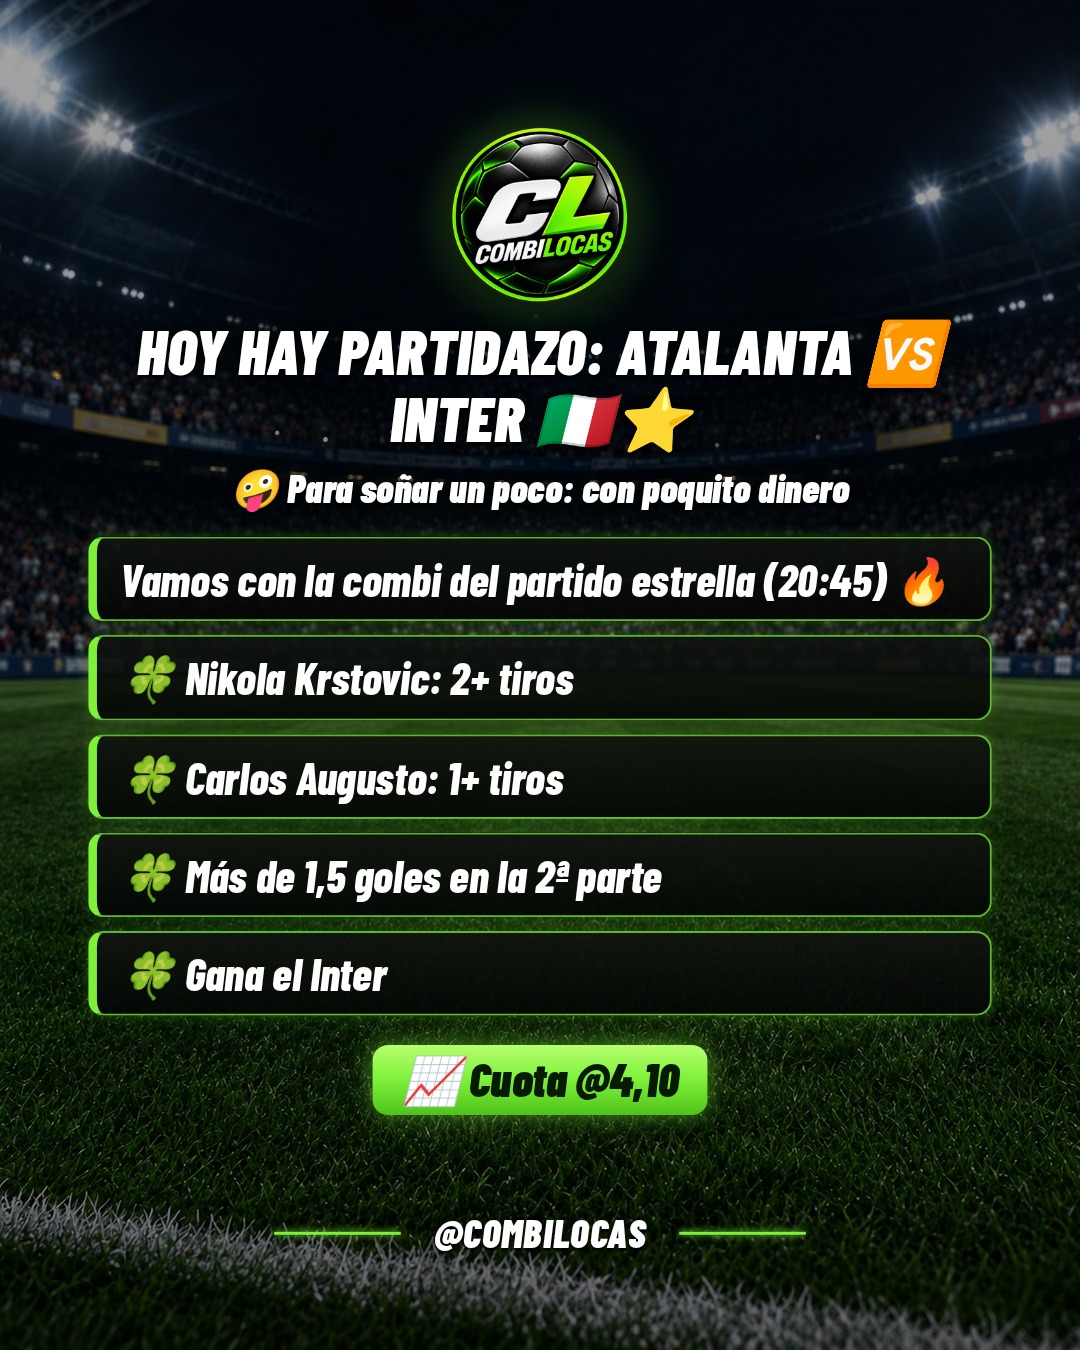 CL
COMBILOCAS
HOY HAY PARTIDAZO: ATALANTA 🆚
INTER 🇮🇹⭐
🤪 Para soñar un poco: con poquito dinero
Vamos con la combi del partido estrella (20:45) 🔥
🍀 Nikola Krstovic: 2+ tiros
🍀 Carlos Augusto: 1+ tiros
🍀 Más de 1,5 goles en la 2ª parte
🍀 Gana el Inter
📈 Cuota @4,10
@COMBILOCAS